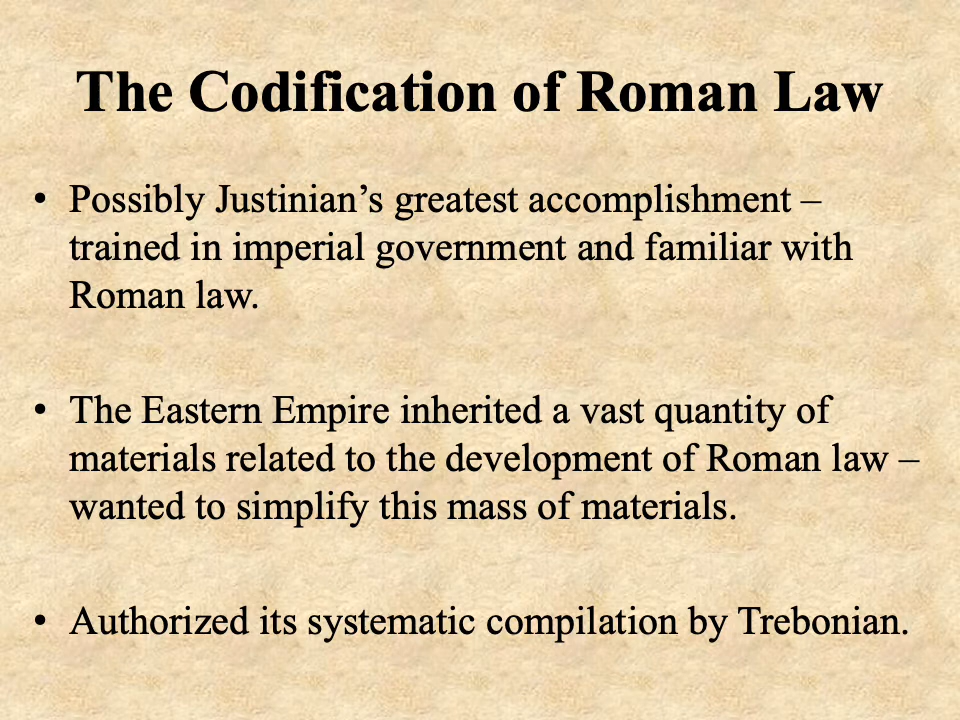 The Codification of Roman Law
• Possibly Justinian’s greatest accomplishment –
trained in imperial government and familiar with
Roman law.
• The Eastern Empire inherited a vast quantity of
materials related to the development of Roman law –
wanted to simplify this mass of materials.
• Authorized its systematic compilation by Trebonian.